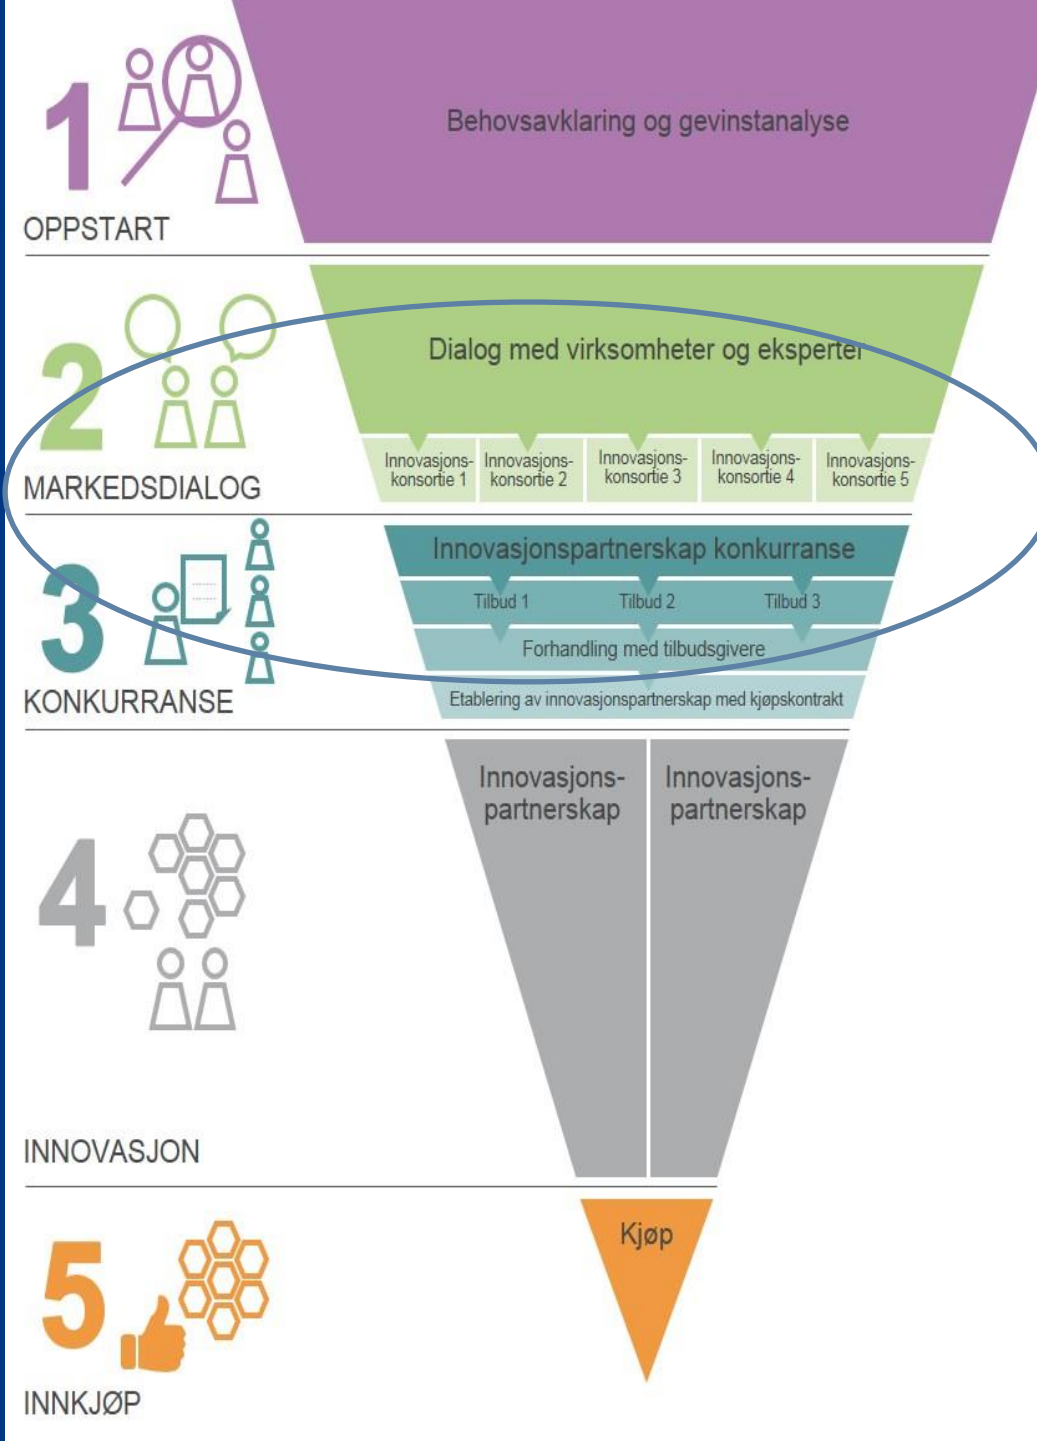 1
OPPSTART
Behovsavklaring og gevinstanalyse
2
MARKEDSDIALOG
Dialog med virksomheter og eksperter
Innovasjons-
konsortie 1
Innovasjons-
konsortie 2
Innovasjons-
konsortie 3
Innovasjons-
konsortie 4
Innovasjons-
konsortie 5
3
KONKURRANSE
Innovasjonspartnerskap konkurranse
Tilbud 1
Tilbud 2
Tilbud 3
Forhandling med tilbudsgivere
Etablering av innovasjonspartnerskap med kjøpskontrakt
4
INNOVASJON
Innovasjons-
partnerskap
Innovasjons-
partnerskap
5
INNKJØP
Kjøp